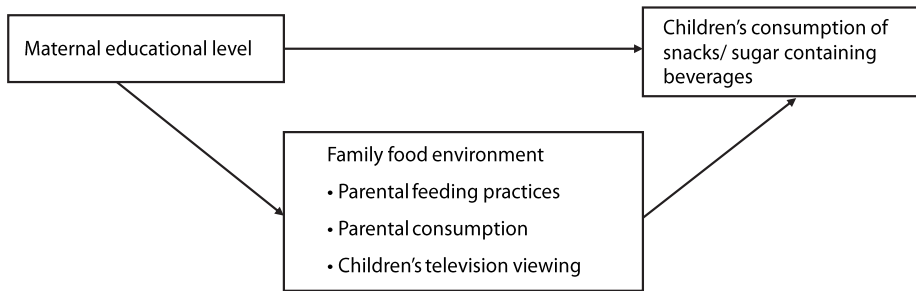 Maternal educational level
Children’s consumption of
snacks/ sugar containing
beverages
Family food environment
• Parental feeding practices
• Parental consumption
• Children’s television viewing